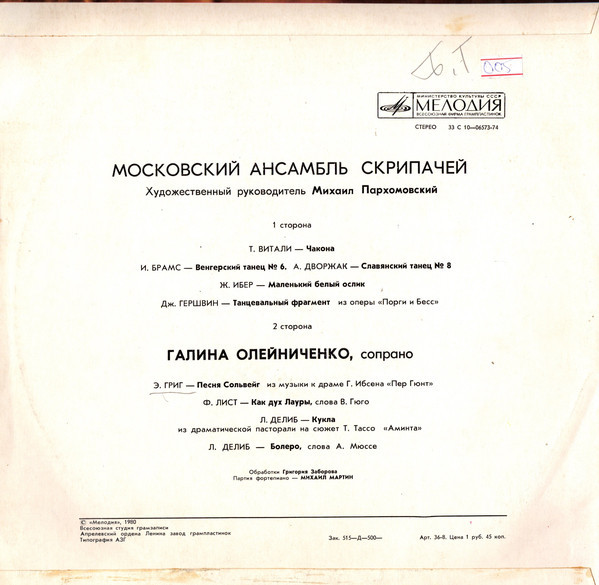 МИНИСТЕРСТВО КУЛЬТУРЫ СССР
МЕЛОДИЯ
ВСЕСОЮЗНАЯ ФИРМА ГРАМПЛАСТИНОК
СТЕРЕО 33 С 10—06573-74
МОСКОВСКИЙ АНСАМБЛЬ СКРИПАЧЕЙ
Художественный руководитель Михаил Пархомовский
1 сторона
Т. ВИТАЛИ — Чакона
И. БРАМС — Венгерский танец № 6. А. ДВОРЖАК — Славянский танец № 8
Ж. ИБЕР — Маленький белый ослик
Дж. ГЕРШВИН — Танцевальный фрагмент из оперы «Порги и Бесс»
2 сторона
ГАЛИНА ОЛЕЙНИЧЕНКО, сопрано
Э. ГРИГ — Песня Сольвейг из музыки к драме Г. Ибсена «Пер Гюнт»
Ф. ЛИСТ — Как дух Лауры, слова В. Гюго
Л. ДЕЛИБ — Кукла
из драматической пасторали на сюжет Т. Тассо «Аминта»
Л. ДЕЛИБ — Болеро, слова А. Мюссе
Обработки Григория Заборова
Партия фортепиано — МИХАИЛ МАРТИН
© «Мелодия», 1980
Всесоюзная студия грамзаписи
Апрелевский ордена Ленина завод грампластинок
Типография АЗГ
Зак. 515—Д—500—
Арт. 36-8. Цена 1 руб. 45 коп.